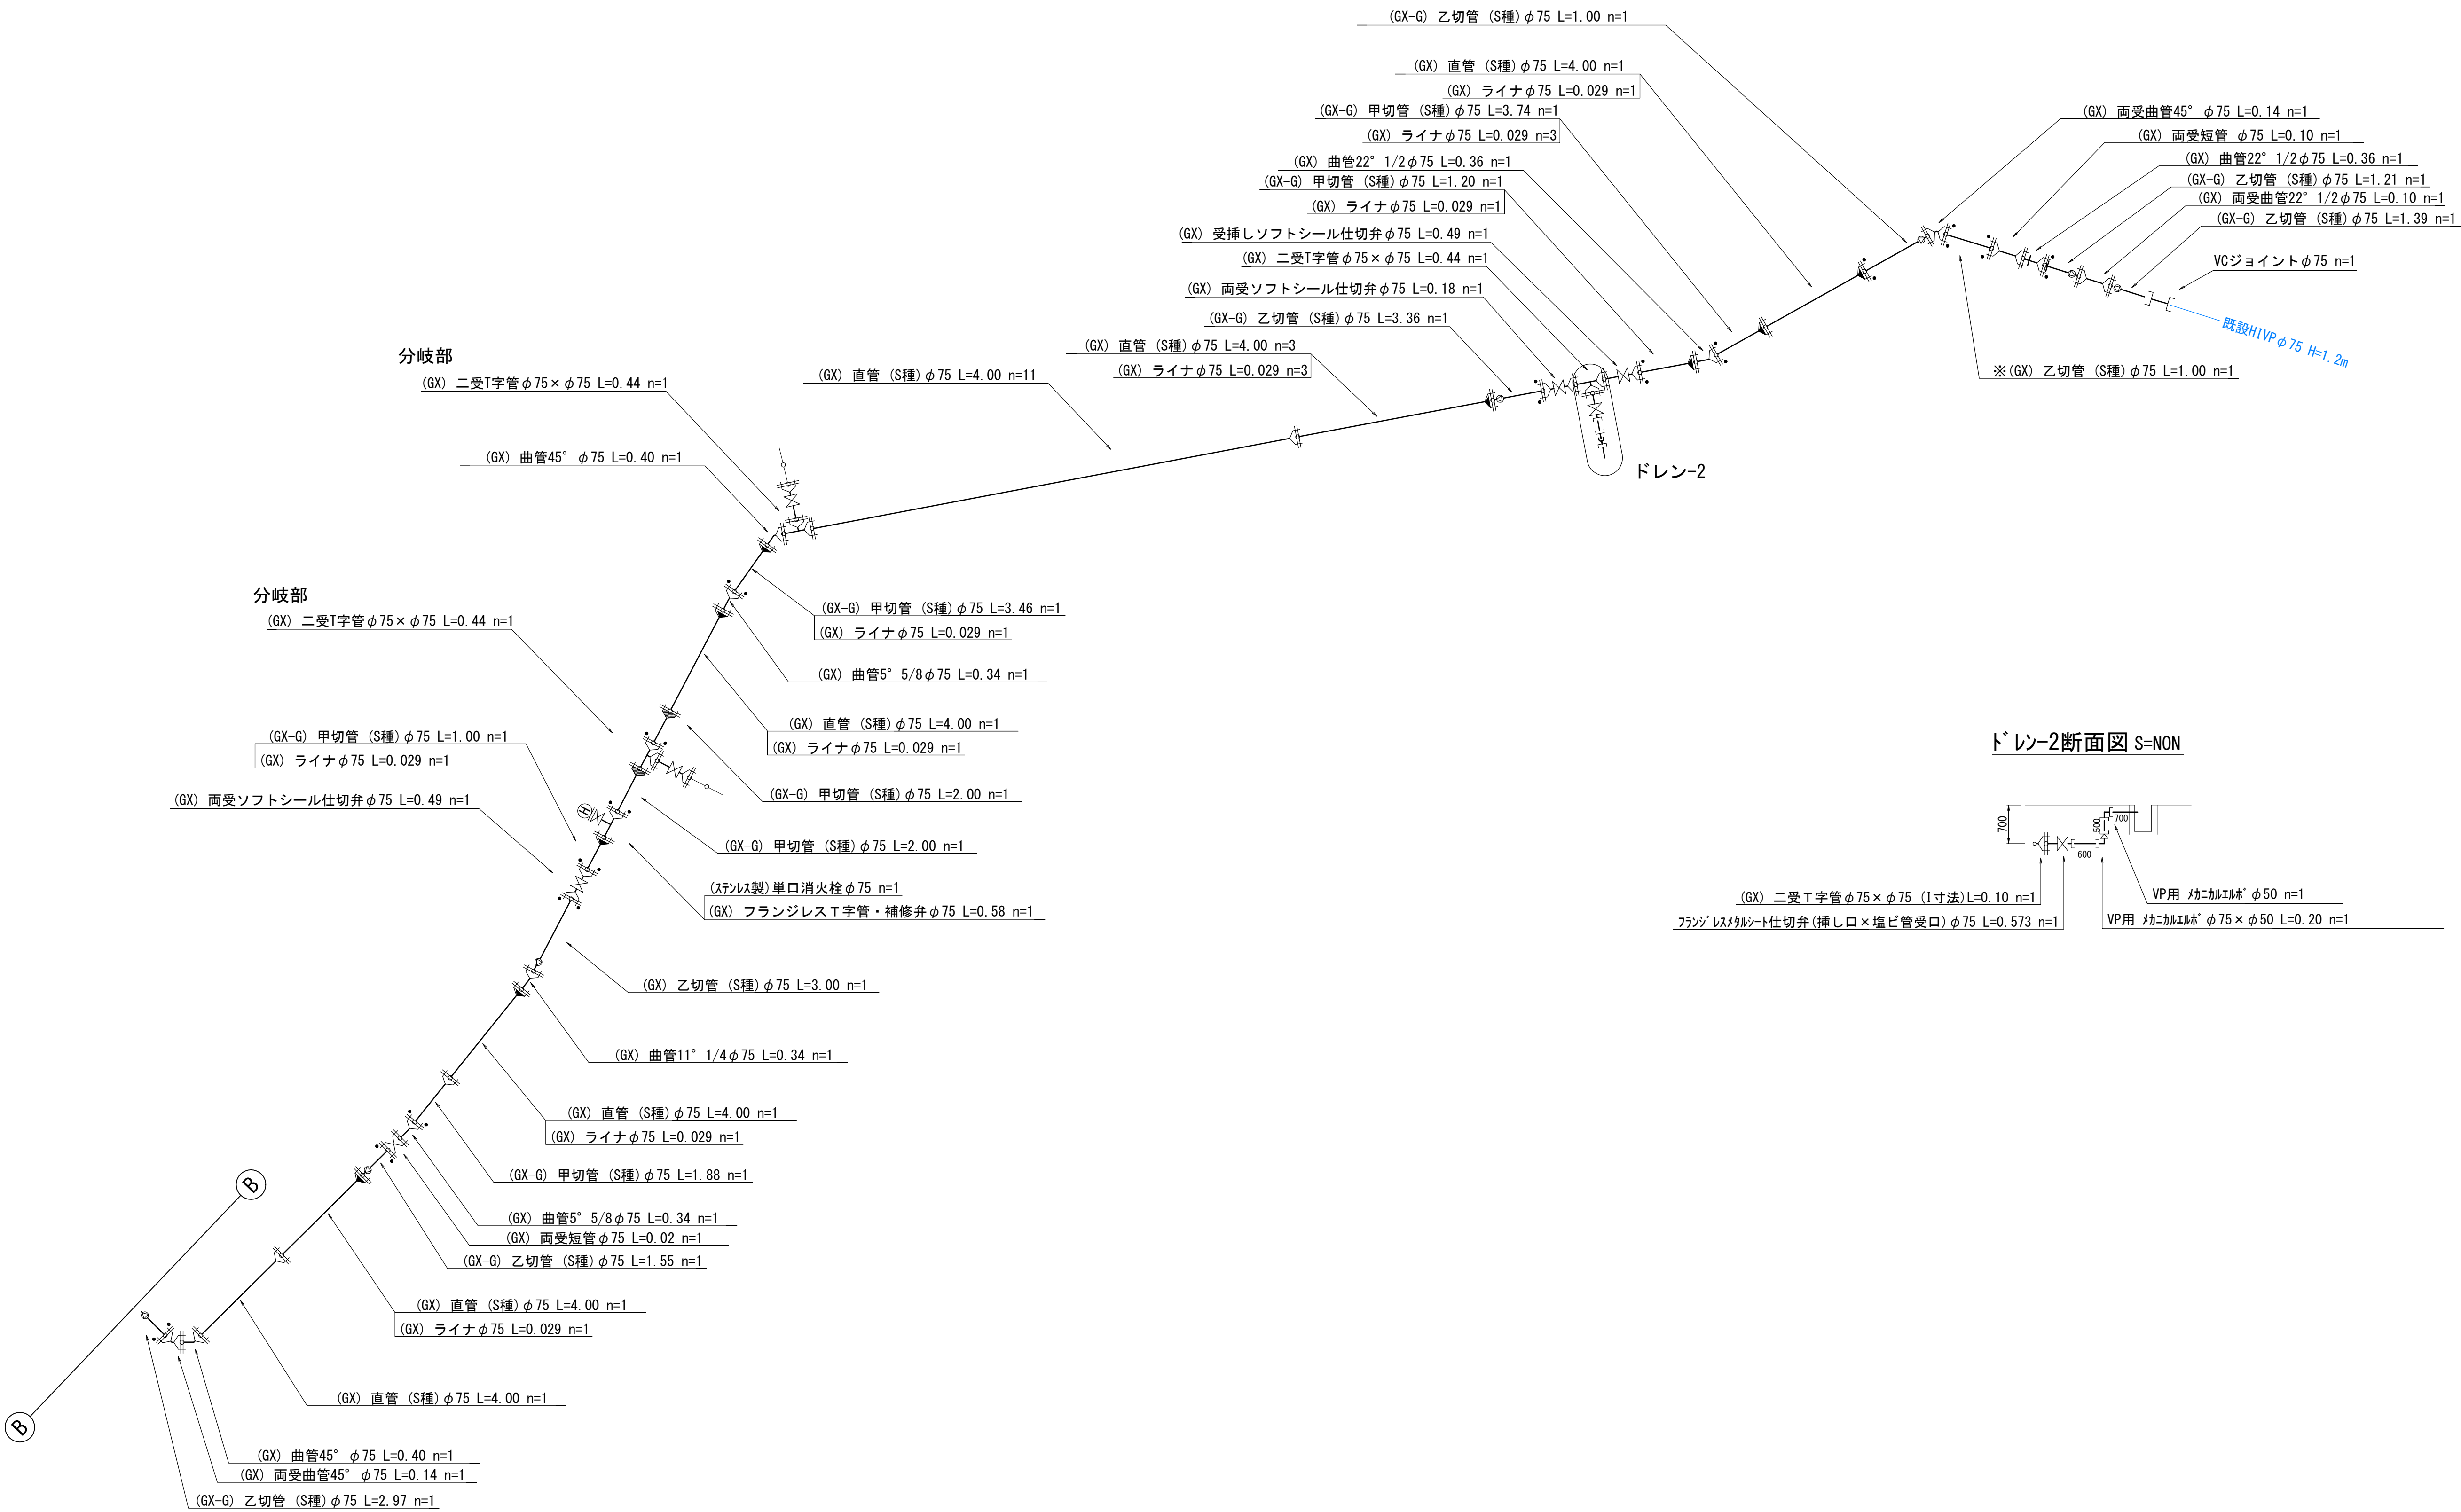 (GX-G) 乙切管 (S種)φ75 L=1.00 n=1
(GX) 直管 (S種)φ75 L=4.00 n=1
(GX) ライナφ75 L=0.029 n=1
(GX-G) 甲切管 (S種)φ75 L=3.74 n=1
(GX) ライナφ75 L=0.029 n=3
(GX) 曲管22° 1/2φ75 L=0.36 n=1
(GX-G) 甲切管 (S種)φ75 L=1.20 n=1
(GX) ライナφ75 L=0.029 n=1
(GX) 受挿しソフトシール仕切弁φ75 L=0.49 n=1
(GX) 二受T字管φ75×φ75 L=0.44 n=1
(GX) 両受ソフトシール仕切弁φ75 L=0.18 n=1
(GX-G) 乙切管 (S種)φ75 L=3.36 n=1
(GX) 直管 (S種)φ75 L=4.00 n=3
(GX) ライナφ75 L=0.029 n=3
(GX) 直管 (S種)φ75 L=4.00 n=11
(GX) 両受曲管45° φ75 L=0.14 n=1
(GX) 両受短管 φ75 L=0.10 n=1
(GX) 曲管22° 1/2φ75 L=0.36 n=1
(GX-G) 乙切管 (S種)φ75 L=1.21 n=1
(GX) 両受曲管22° 1/2φ75 L=0.10 n=1
(GX-G) 乙切管 (S種)φ75 L=1.39 n=1
VCジョイントφ75 n=1
既設HIVPφ75 H=1.2m
※(GX) 乙切管 (S種)φ75 L=1.00 n=1
ドレン-2
分岐部
(GX) 二受T字管φ75×φ75 L=0.44 n=1
(GX) 曲管45° φ75 L=0.40 n=1
(GX-G) 甲切管 (S種)φ75 L=3.46 n=1
(GX) ライナφ75 L=0.029 n=1
分岐部
(GX) 二受T字管φ75×φ75 L=0.44 n=1
(GX) 曲管5° 5/8φ75 L=0.34 n=1
(GX) 直管 (S種)φ75 L=4.00 n=1
(GX) ライナφ75 L=0.029 n=1
(GX-G) 甲切管 (S種)φ75 L=1.00 n=1
(GX) ライナφ75 L=0.029 n=1
(GX-G) 甲切管 (S種)φ75 L=2.00 n=1
(GX) 両受ソフトシール仕切弁φ75 L=0.49 n=1
H
(GX-G) 甲切管 (S種)φ75 L=2.00 n=1
(ステンレス製)単口消火栓φ75 n=1
(GX) フランジレスT字管・補修弁φ75 L=0.58 n=1
(GX) 乙切管 (S種)φ75 L=3.00 n=1
(GX) 曲管11° 1/4φ75 L=0.34 n=1
(GX) 直管 (S種)φ75 L=4.00 n=1
(GX) ライナφ75 L=0.029 n=1
(GX-G) 甲切管 (S種)φ75 L=1.88 n=1
(GX) 曲管5° 5/8φ75 L=0.34 n=1
(GX) 両受短管φ75 L=0.02 n=1
(GX-G) 乙切管 (S種)φ75 L=1.55 n=1
(GX) 直管 (S種)φ75 L=4.00 n=1
(GX) ライナφ75 L=0.029 n=1
(GX) 直管 (S種)φ75 L=4.00 n=1
(GX) 曲管45° φ75 L=0.40 n=1
(GX) 両受曲管45° φ75 L=0.14 n=1
(GX-G) 乙切管 (S種)φ75 L=2.97 n=1
B
B
ドレン-2断面図 S=NON
700
500
700
600
(GX) 二受T字管φ75×φ75 (I寸法)L=0.10 n=1
フランジレスメタルシート仕切弁(挿し口×塩ビ管受口)φ75 L=0.573 n=1
VP用 メカニカルエルボφ50 n=1
VP用 メカニカルエルボφ75×φ50 L=0.20 n=1